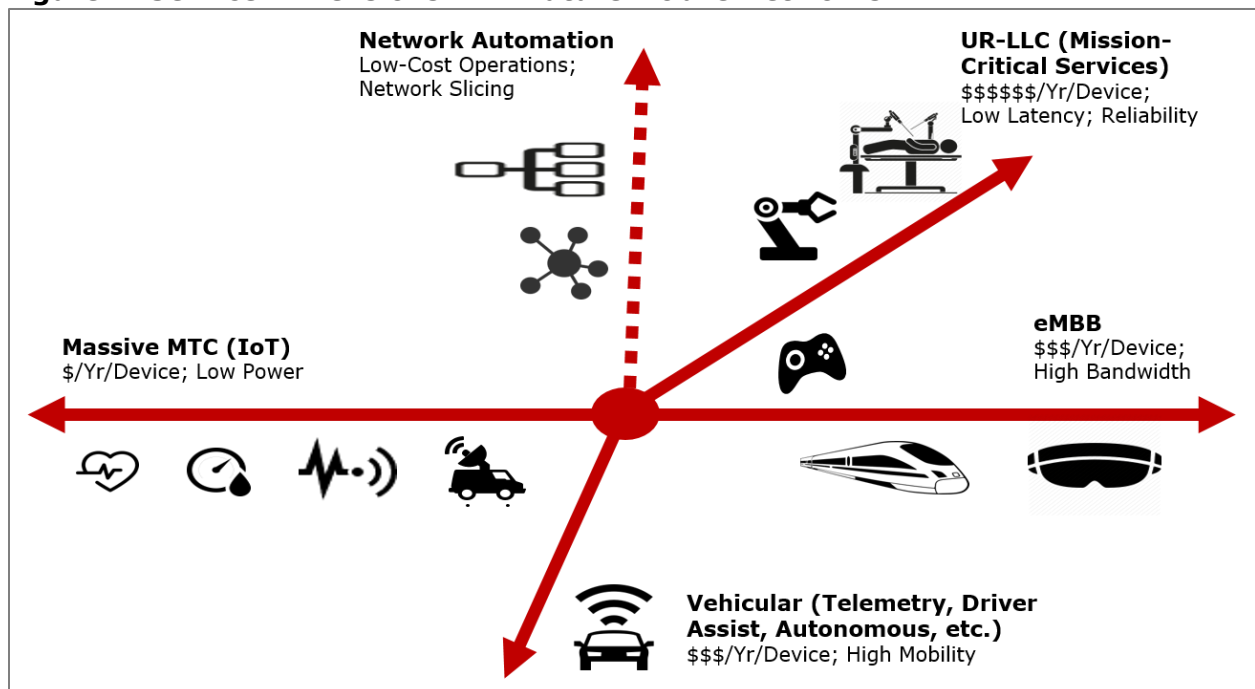 Network Automation
Low-Cost Operations;
Network Slicing
UR-LLC (Mission-
Critical Services)
$$$$$$/Yr/Device;
Low Latency; Reliability
Massive MTC (IoT)
$/Yr/Device; Low Power
eMBB
$$$/Yr/Device;
High Bandwidth
Vehicular (Telemetry, Driver
Assist, Autonomous, etc.)
$$$/Yr/Device; High Mobility